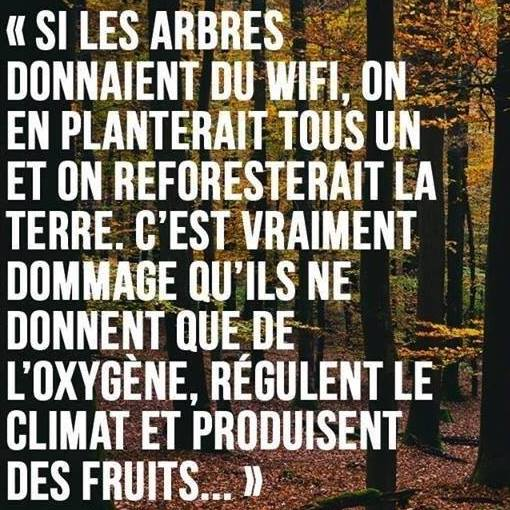 « SI LES ARBRES
DONNAIENT DU WIFI, ON
EN PLANTERAIT TOUS UN
ET ON REFORESTERAIT LA
TERRE. C'EST VRAIMENT
DOMMAGE QU'ILS NE
DONNENT QUE DE
L'OXYGÈNE, RÉGULENT LE
CLIMAT ET PRODUISENT
DES FRUITS... »